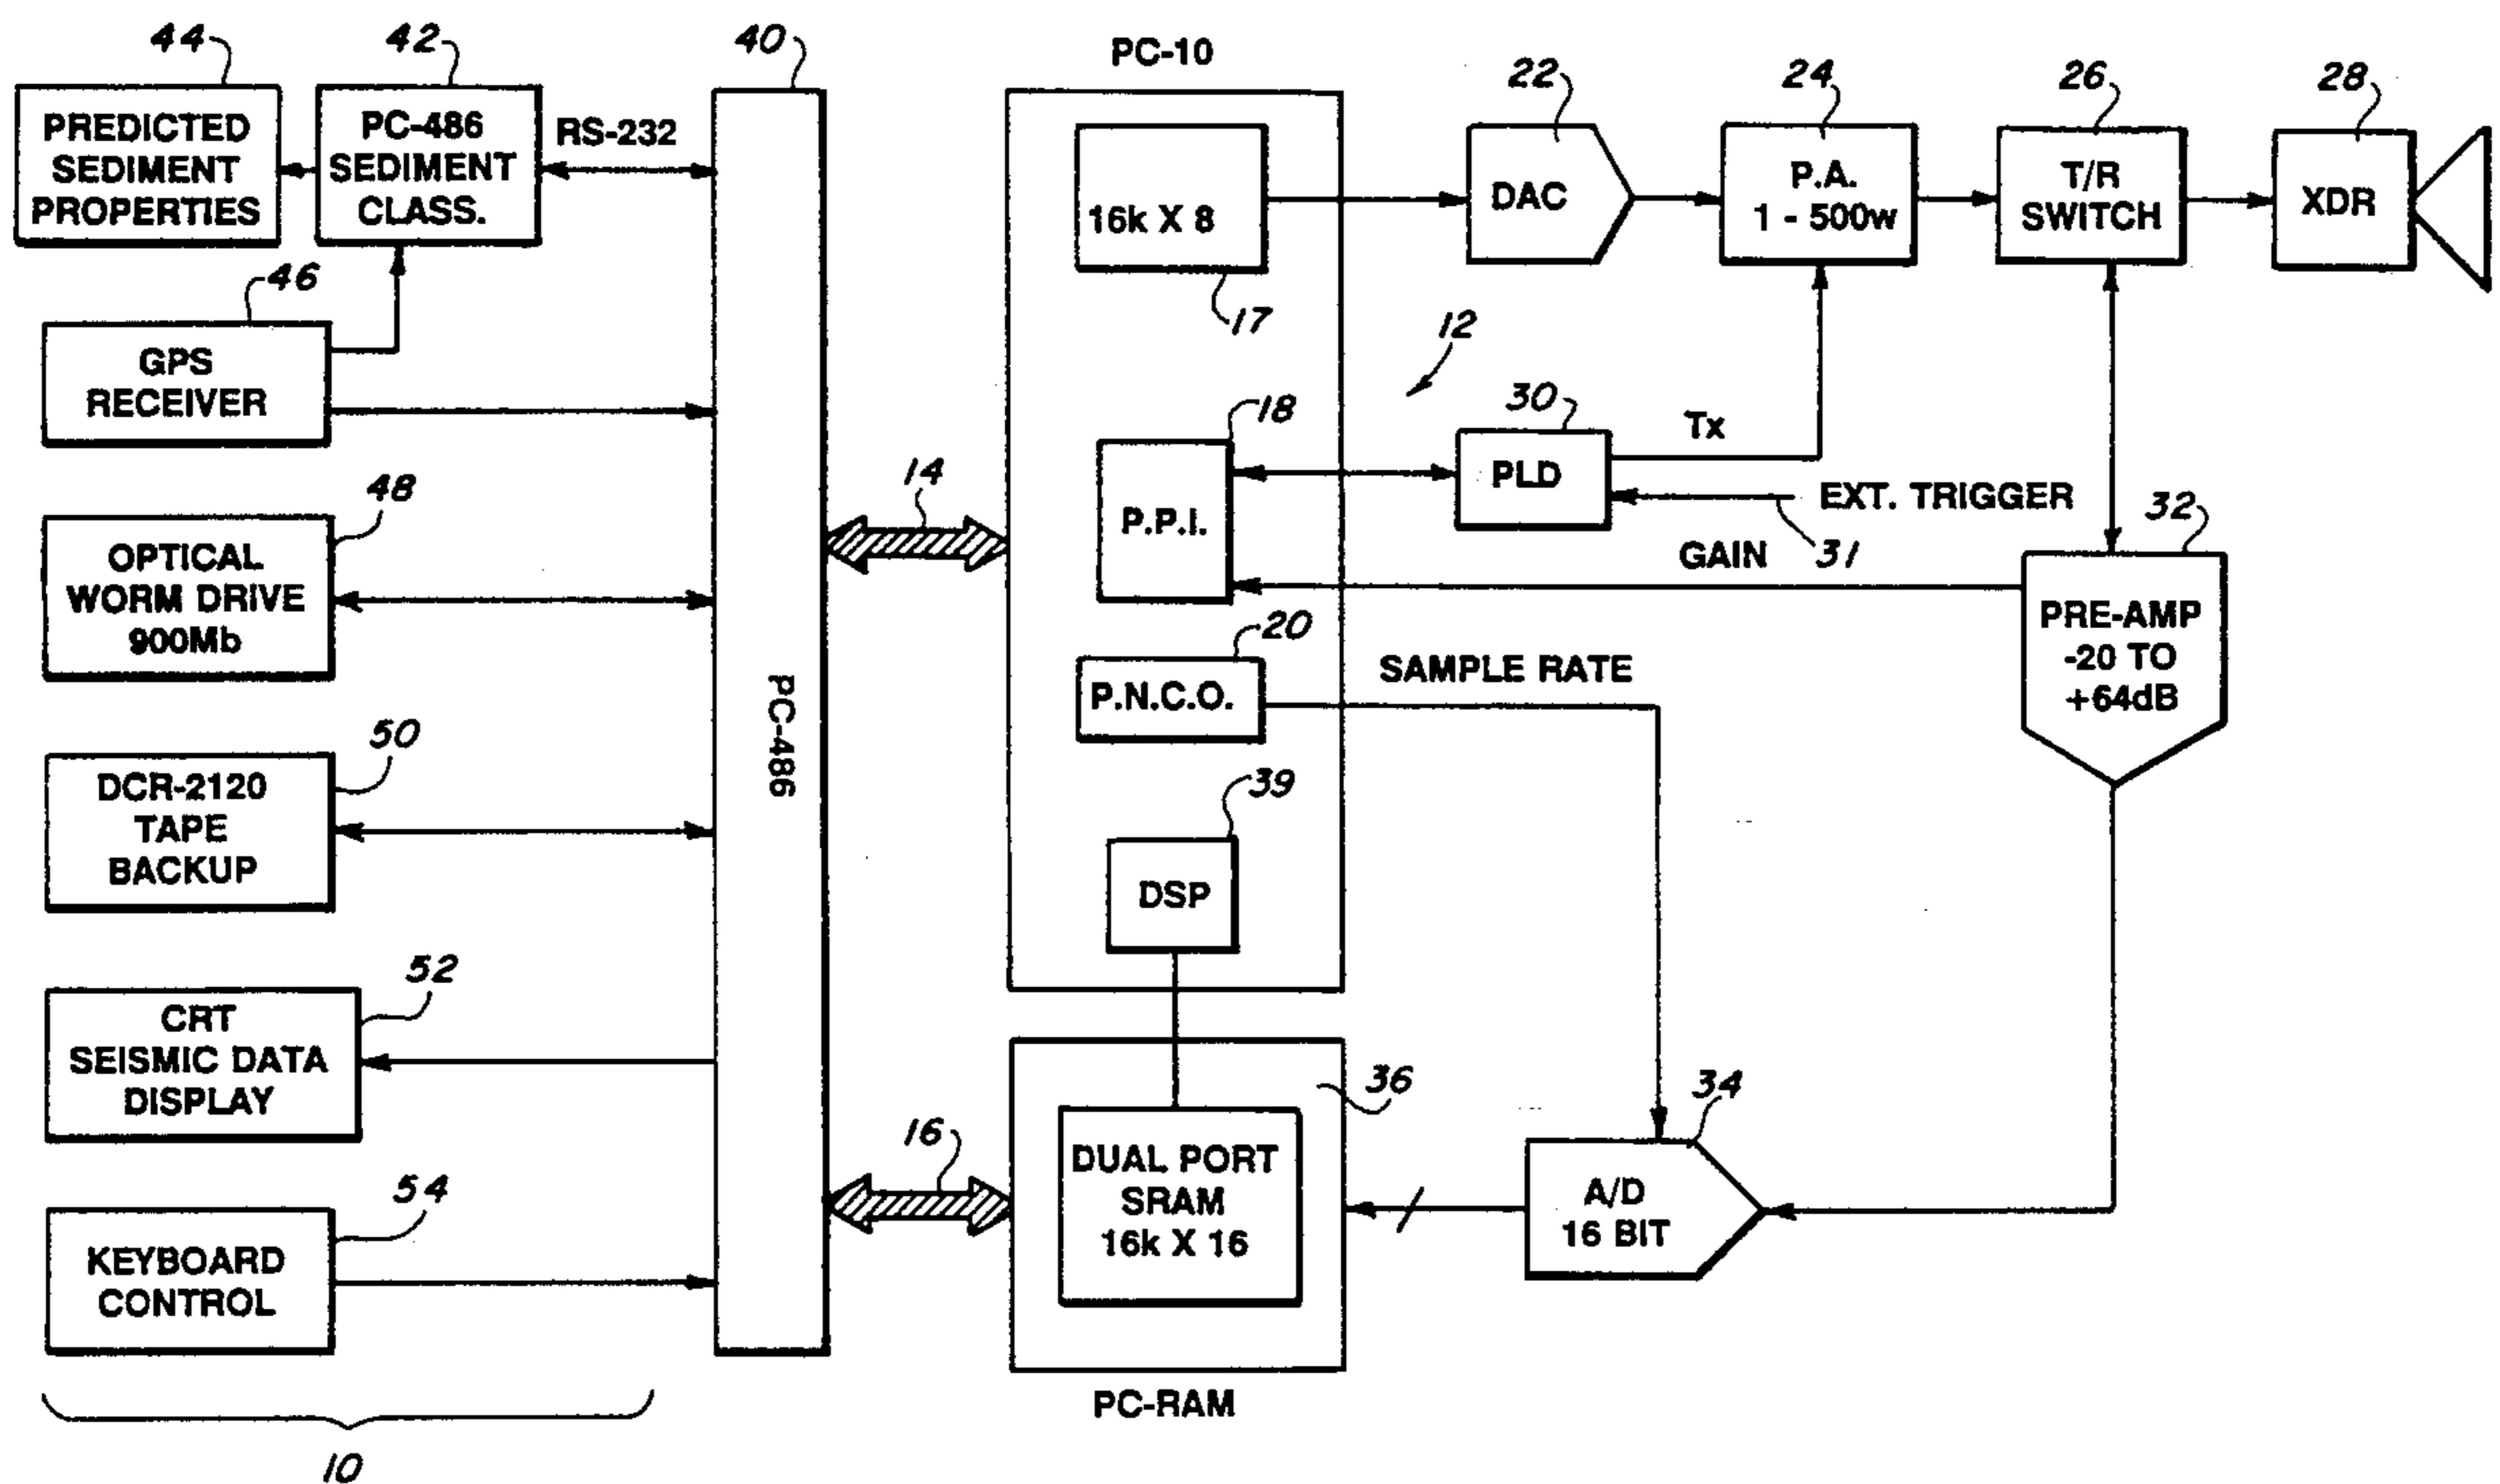 44
42
40
PC-10
22
24
26
28
PREDICTED
SEDIMENT
PROPERTIES
PC-486
SEDIMENT
CLASS.
RS-232
16k X 8
17
DAC
P.A.
1 - 500w
T/R
SWITCH
XDR
46
GPS
RECEIVER
12
18
30
Tx
PLD
P.P.I.
EXT. TRIGGER
31
GAIN
32
14
48
OPTICAL
WORM DRIVE
900Mb
20
P.N.C.O.
SAMPLE RATE
PRE-AMP
-20 TO
+64dB
PC-486
50
DCR-2120
TAPE
BACKUP
39
DSP
52
CRT
SEISMIC DATA
DISPLAY
36
34
16
DUAL PORT
SRAM
16k X 16
A/D
16 BIT
54
KEYBOARD
CONTROL
PC-RAM
10